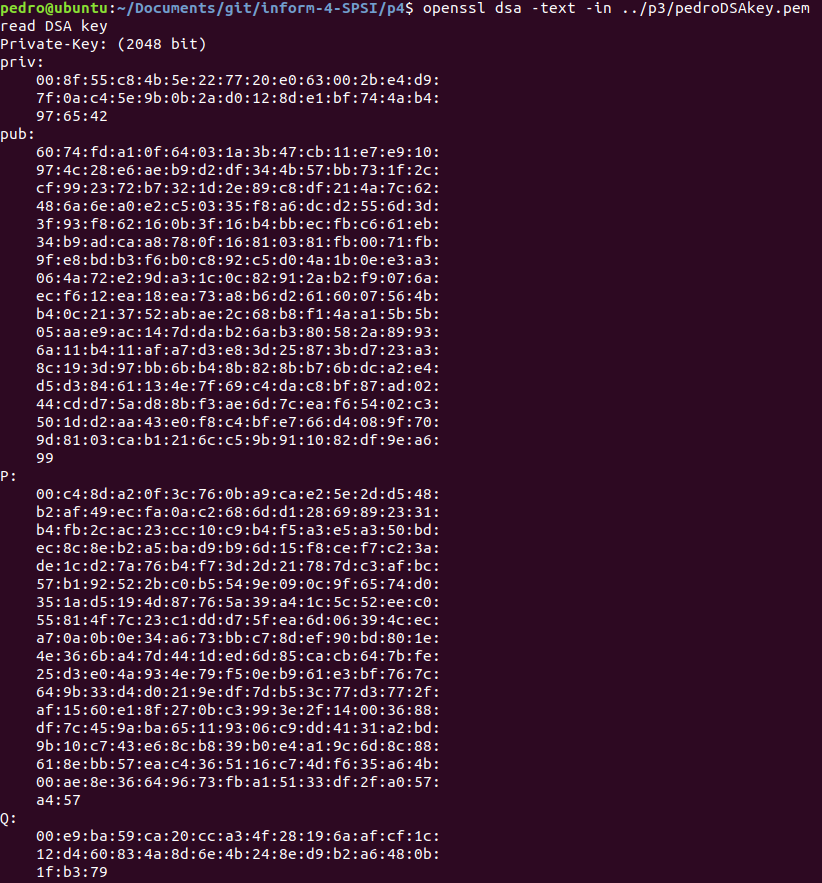 pedro@ubuntu:~/Documents/git/inform-4-SPSI/p4$ openssl dsa -text -in ../p3/pedroDSAkey.pem
read DSA key
Private-Key: (2048 bit)
priv:
    00:8f:55:c8:4b:5e:22:77:20:e0:63:00:2b:e4:d9:
    7f:0a:c4:5e:9b:0b:2a:d0:12:8d:e1:bf:74:4a:b4:
    97:65:42
pub:
    60:74:fd:a1:0f:64:03:1a:3b:47:cb:11:e7:e9:10:
    97:4c:28:e6:ae:b9:d2:df:34:4b:57:bb:73:1f:2c:
    cf:99:23:72:b7:32:1d:2e:89:c8:df:21:4a:7c:62:
    48:6a:6e:a0:e2:c5:03:35:f8:a6:dc:d2:55:6d:3d:
    3f:93:f8:62:16:0b:3f:16:b4:bb:ec:fb:c6:61:eb:
    34:b9:ad:ca:a8:78:0f:16:81:03:81:fb:00:71:fb:
    9f:e8:bd:b3:f6:b0:c8:92:c5:d0:4a:1b:0e:e3:a3:
    06:4a:72:e2:9d:a3:1c:0c:82:91:2a:b2:f9:07:6a:
    ec:f6:12:ea:18:ea:73:a8:b6:d2:61:60:07:56:4b:
    b4:0c:21:37:52:ab:ae:2c:68:b8:f1:4a:a1:5b:5b:
    05:aa:e9:ac:14:7d:da:b2:6a:b3:80:58:2a:89:93:
    6a:11:b4:11:af:a7:d3:e8:3d:25:87:3b:d7:23:a3:
    8c:19:3d:97:bb:6b:b4:8b:82:8b:b7:6b:dc:a2:e4:
    d5:d3:84:61:13:4e:7f:69:c4:da:c8:bf:87:ad:02:
    44:cd:d7:5a:d8:8b:f3:ae:6d:7c:ea:f6:54:02:c3:
    50:1d:d2:aa:43:e0:f8:c4:bf:e7:66:d4:08:9f:70:
    9d:81:03:ca:b1:21:6c:c5:9b:91:10:82:df:9e:a6:
    99
P:
    00:c4:8d:a2:0f:3c:76:0b:a9:ca:e2:5e:2d:d5:48:
    b2:af:49:ec:fa:0a:c2:68:6d:d1:28:69:89:23:31:
    b4:fb:2c:ac:23:cc:10:c9:b4:f5:a3:e5:a3:50:bd:
    ec:8c:8e:b2:a5:ba:d9:b9:6d:15:f8:ce:f7:c2:3a:
    de:1c:d2:7a:76:b4:f7:3d:2d:21:78:7d:c3:af:bc:
    57:b1:92:52:2b:c0:b5:54:9e:09:0c:9f:65:74:d0:
    35:1a:d5:19:4d:87:76:5a:39:a4:1c:5c:52:ee:c0:
    55:81:4f:7c:23:c1:dd:d7:5f:ea:6d:06:39:4c:ec:
    a7:0a:0b:0e:34:a6:73:bb:c7:8d:ef:90:bd:80:1e:
    4e:36:6b:a4:7d:44:1d:ed:6d:85:ca:cb:64:7b:fe:
    25:d3:e0:4a:93:4e:79:f5:0e:b9:61:e3:bf:76:7c:
    64:9b:33:d4:d0:21:9e:df:7d:b5:3c:77:d3:77:2f:
    af:15:60:e1:8f:27:0b:c3:99:3e:2f:14:00:36:88:
    df:7c:45:9a:ba:65:11:93:06:c9:dd:41:31:a2:bd:
    9b:10:c7:43:e6:8c:b8:39:b0:e4:a1:9c:6d:8c:88:
    61:8e:bb:57:ea:c4:36:51:16:c7:4d:f6:35:a6:4b:
    00:ae:8e:36:64:96:73:fb:a1:51:33:df:2f:a0:57:
    a4:57
Q:
    00:e9:ba:59:ca:20:cc:a3:4f:28:19:6a:af:cf:1c:
    12:d4:60:83:4a:8d:6e:4b:24:8e:d9:b2:a6:48:0b:
    1f:b3:79